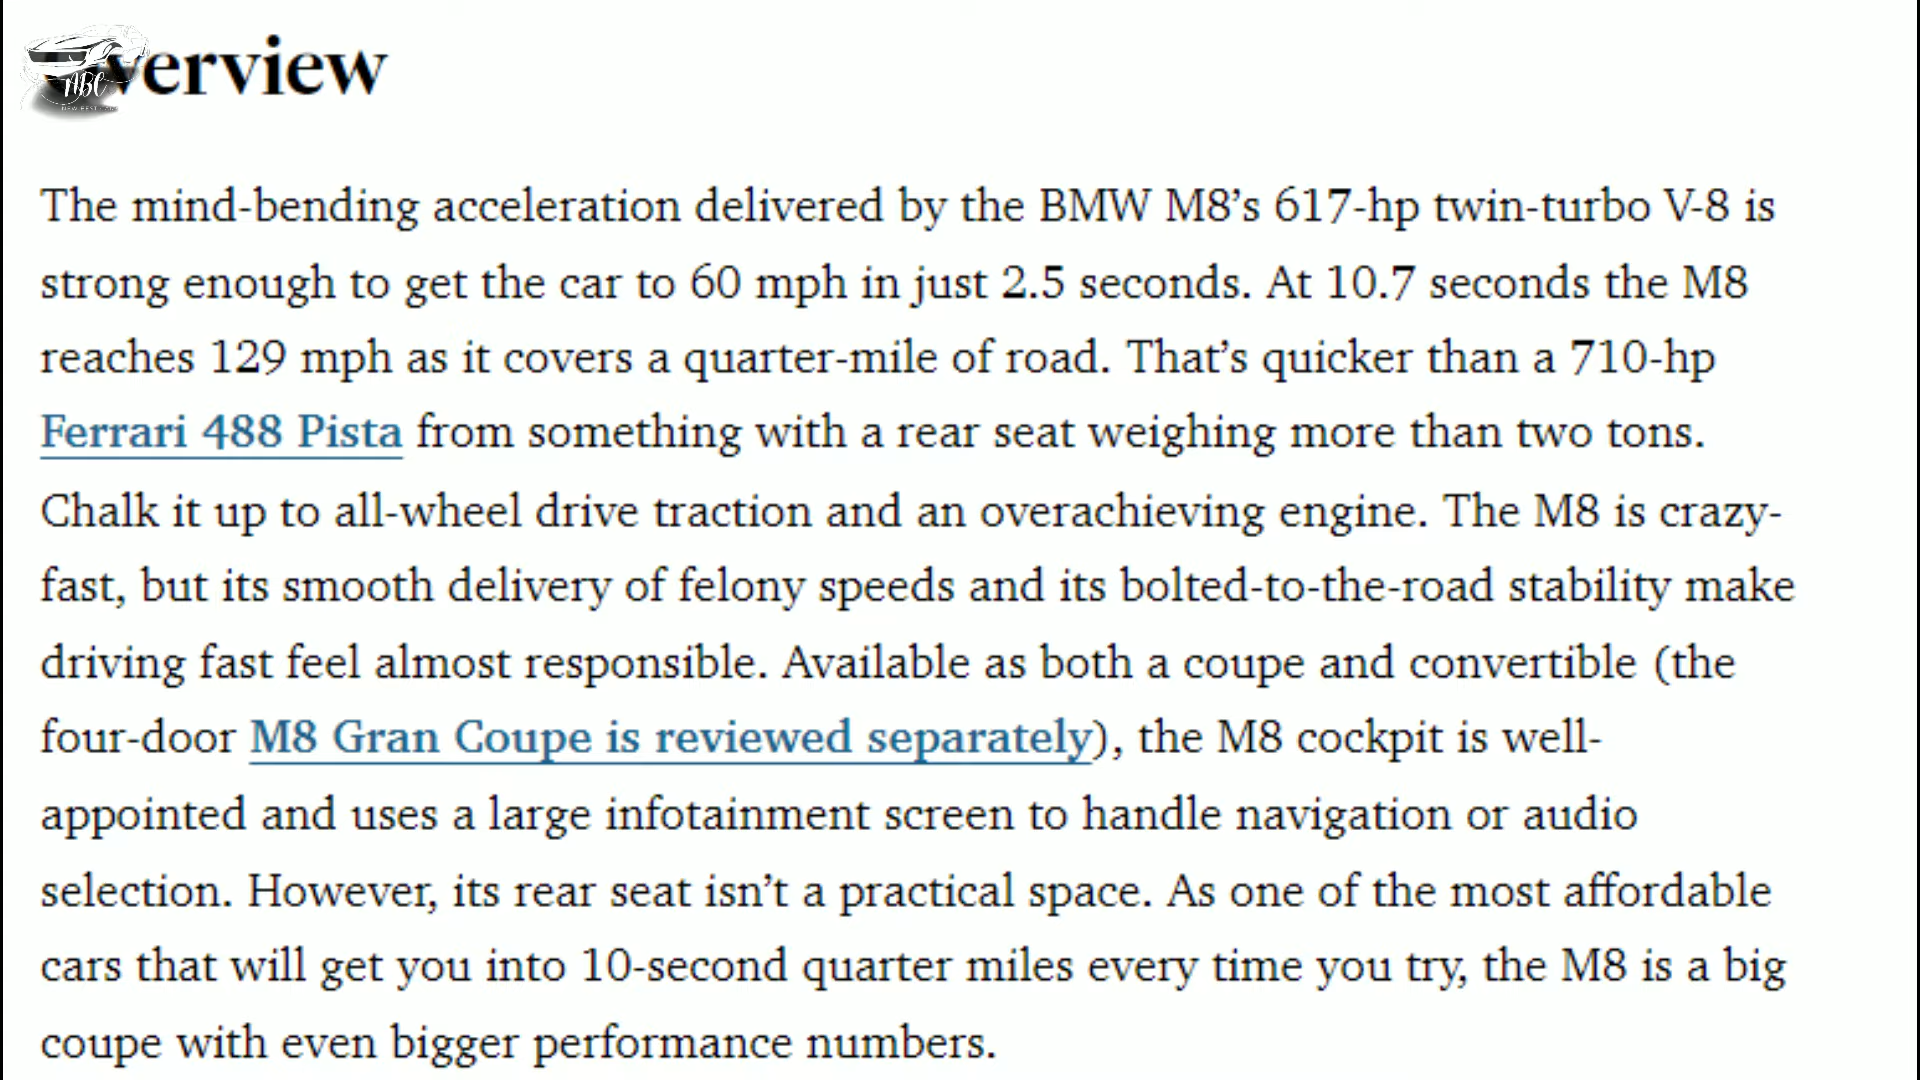 Overview
ABC
The mind-bending acceleration delivered by the BMW M8’s 617-hp twin-turbo V-8 is
strong enough to get the car to 60 mph in just 2.5 seconds. At 10.7 seconds the M8
reaches 129 mph as it covers a quarter-mile of road. That’s quicker than a 710-hp
Ferrari 488 Pista from something with a rear seat weighing more than two tons.
Chalk it up to all-wheel drive traction and an overachieving engine. The M8 is crazy-
fast, but its smooth delivery of felony speeds and its bolted-to-the-road stability make
driving fast feel almost responsible. Available as both a coupe and convertible (the
four-door M8 Gran Coupe is reviewed separately), the M8 cockpit is well-
appointed and uses a large infotainment screen to handle navigation or audio
selection. However, its rear seat isn’t a practical space. As one of the most affordable
cars that will get you into 10-second quarter miles every time you try, the M8 is a big
coupe with even bigger performance numbers.